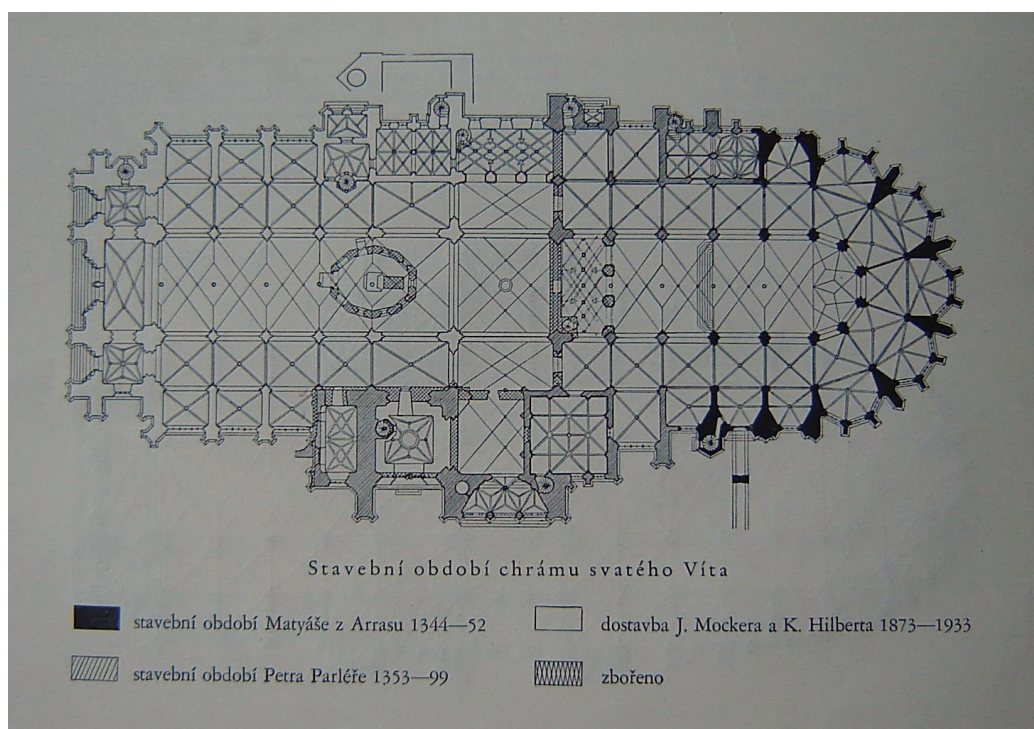 Stavební období chrámu svatého Víta
stavební období Matyáše z Arrasu 1344—52
dostavba J. Mockera a K. Hilberta 1873—1933
stavební období Petra Parléře 1353—99
zbořeno